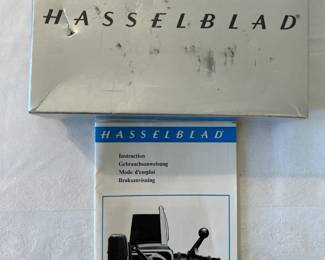 HASSELBLAD®
HASSELBLAD®
Instruction
Gebrauchsanweisung
Mode d'emploi
Bruksanvisning